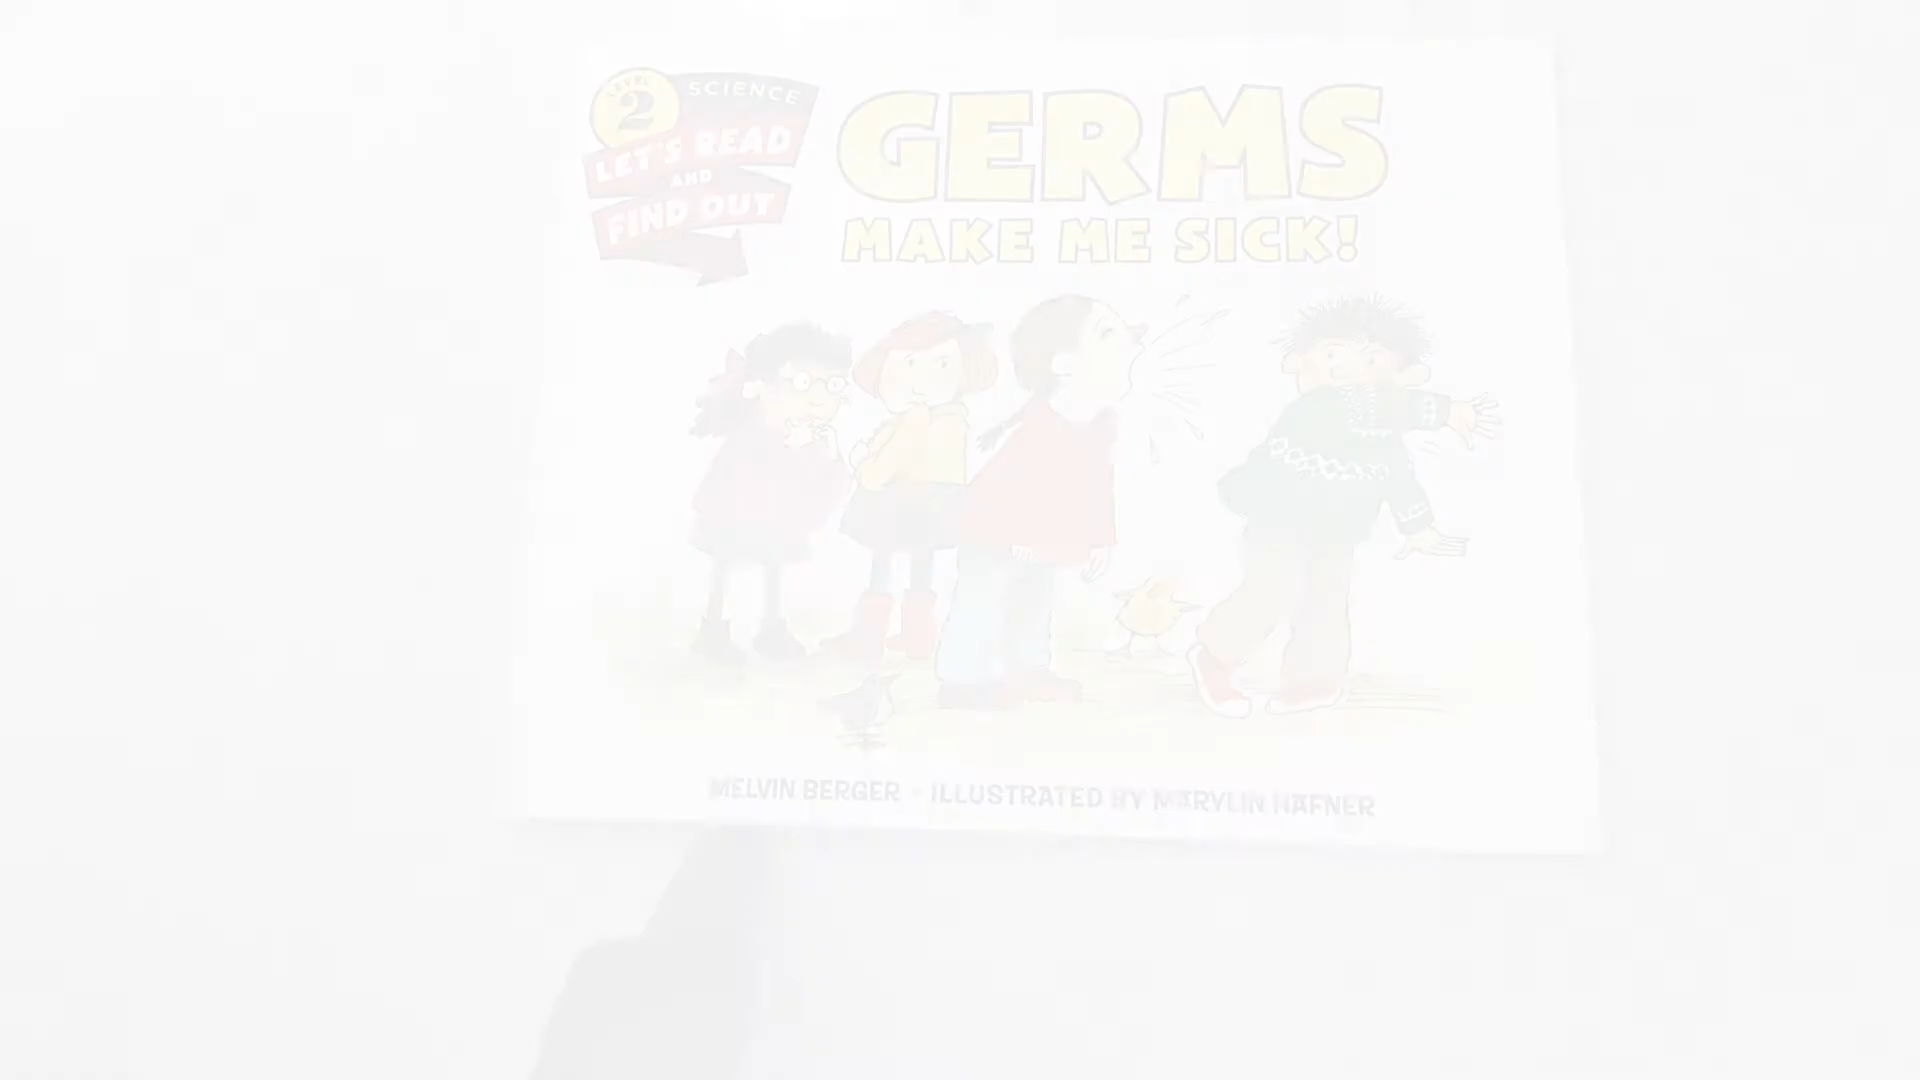 LEVEL
2
SCIENCE
LET'S READ
AND
FIND OUT
GERMS
MAKE ME SICK!
MELVIN BERGER • ILLUSTRATED BY MARYLIN HAFNER